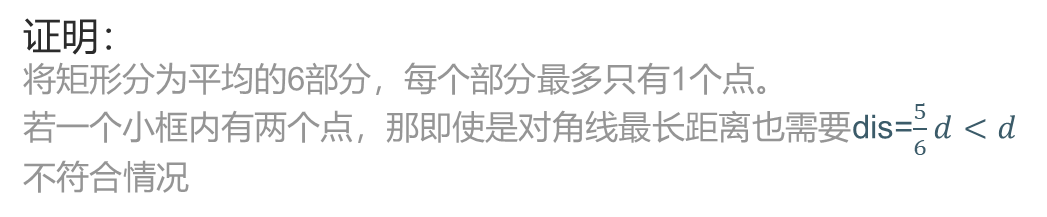 证明：
将矩形分为平均的6部分，每个部分最多只有1个点。
若一个小框内有两个点，那即使是对角线最长距离也需要dis=$\frac{5}{6}d < d$
不符合情况